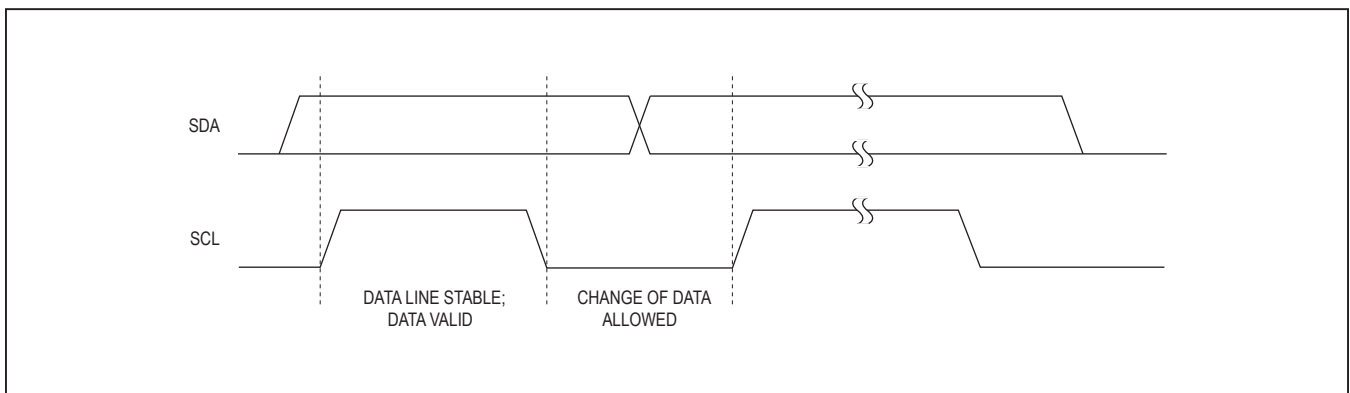 SDA
SCL
DATA LINE STABLE;
DATA VALID
CHANGE OF DATA
ALLOWED